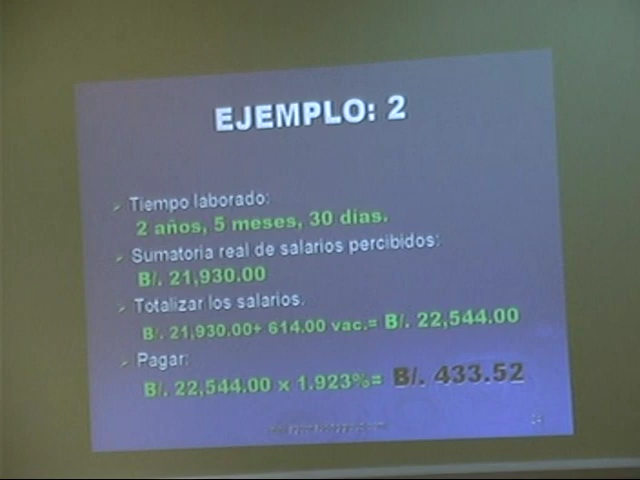 EJEMPLO: 2
Tiempo laborado:
2 años, 5 meses, 30 dias.
Sumatoria real de salarios percibidos:
B/. 21,930.00
Totalizar los salarios.
B/. 21,930.00+ 614.00 vac.= B/. 22,544.00
Pagar:
B/. 22,544.00 x 1.923%= B/. 433.52